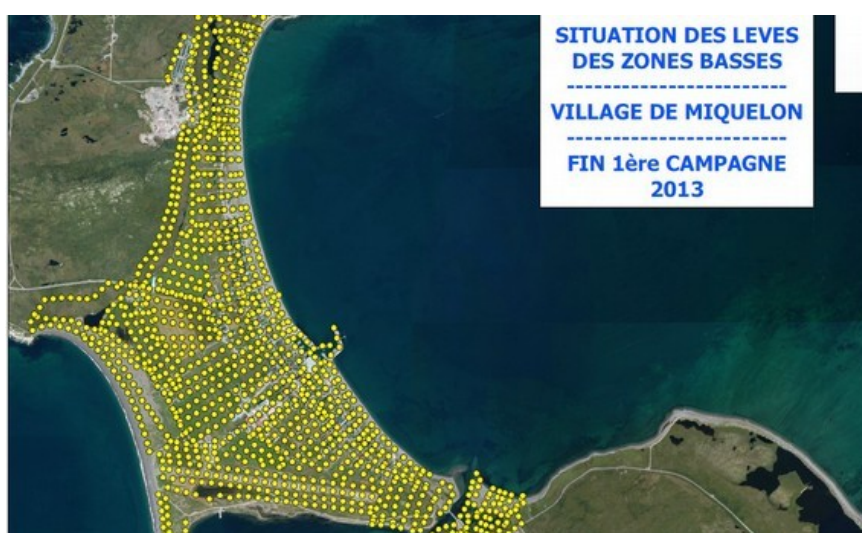 SITUATION DES LEVES
DES ZONES BASSES
------------------------
VILLAGE DE MIQUELON
------------------------
FIN 1ère CAMPAGNE
2013